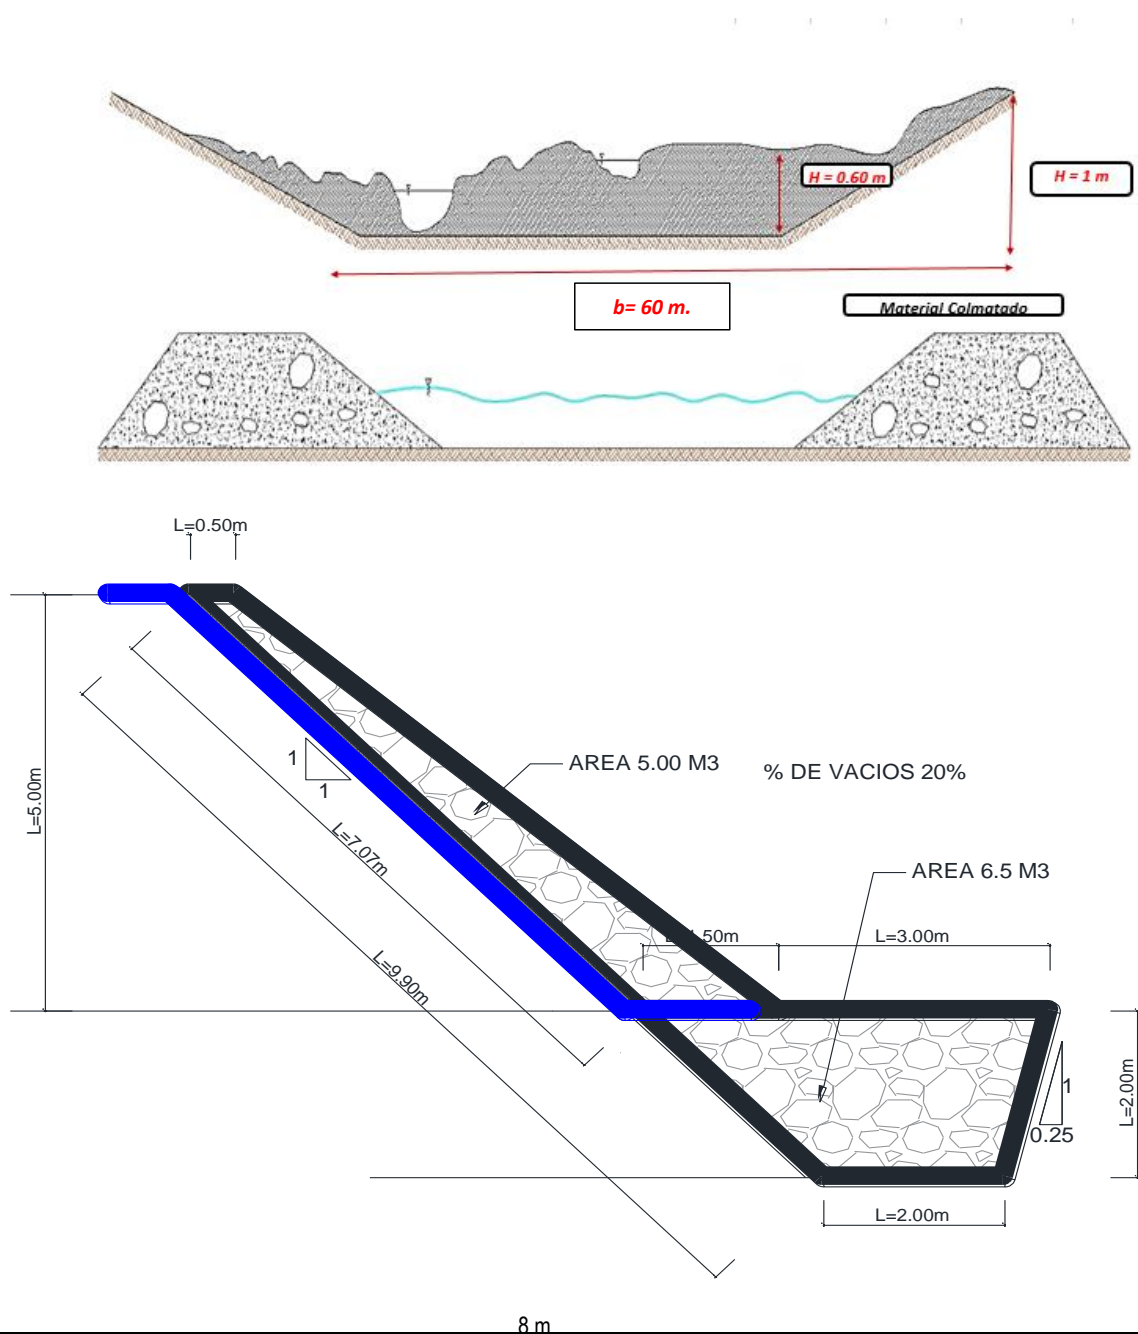 H = 0.60 m
H = 1 m
b= 60 m.
Material Colmatado
L=0.50m
L=5.00m
1
1
AREA 5.00 M3
% DE VACIOS 20%
L=7.07m
AREA 6.5 M3
.50m
L=3.00m
L=9.90m
1
0.25
L=2.00m
L=2.00m
8 m